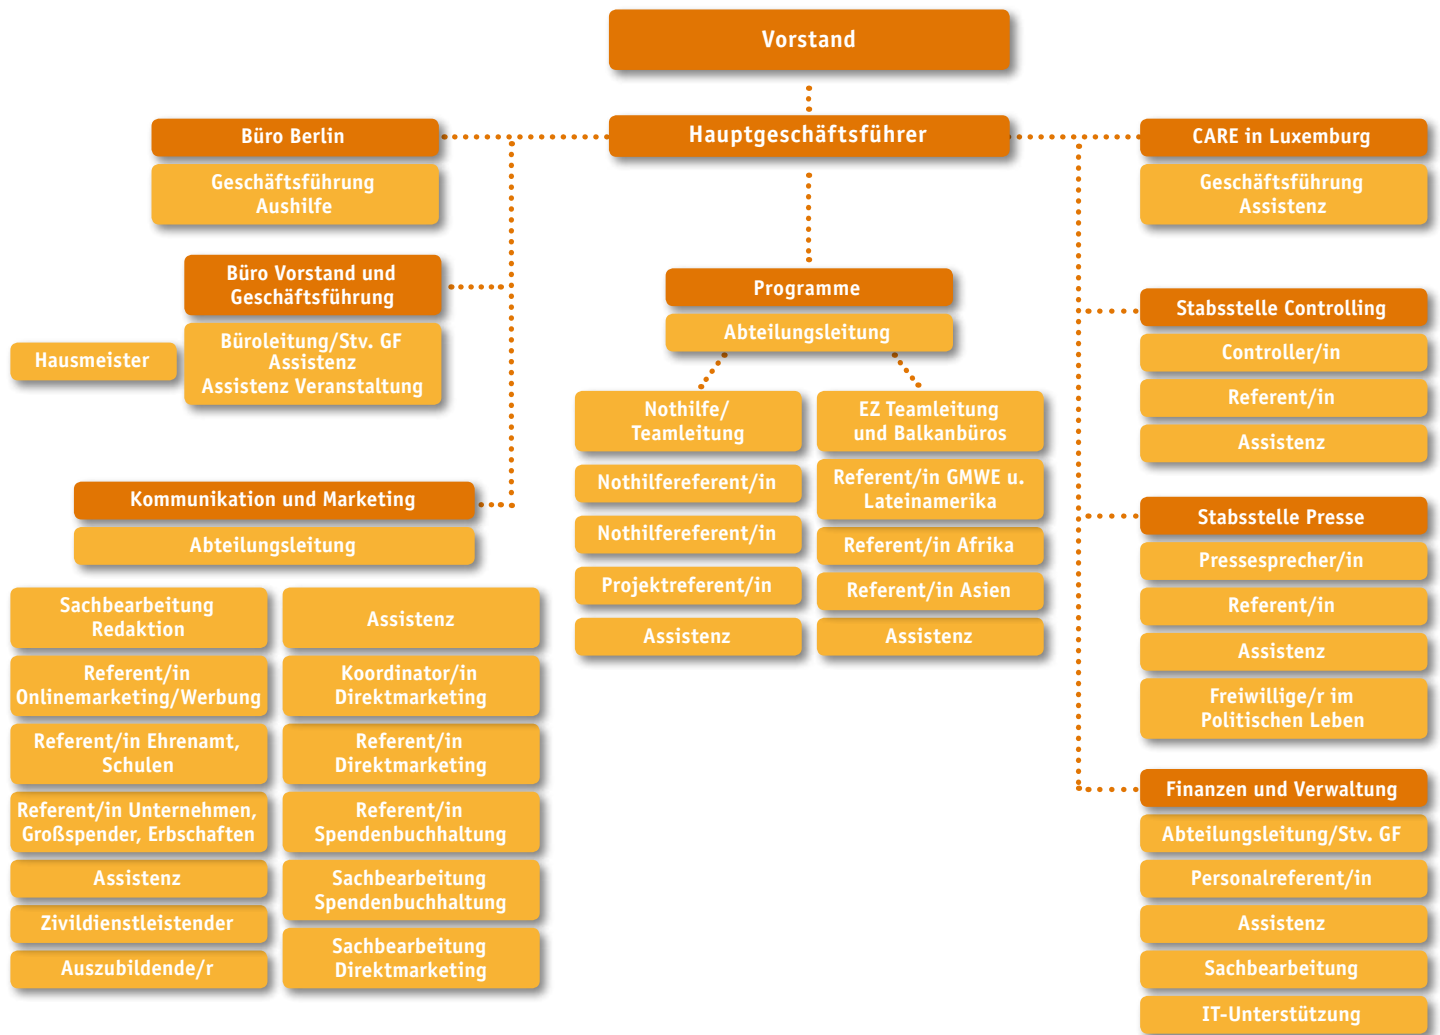 Vorstand
Hauptgeschäftsführer
Büro Berlin
Geschäftsführung
Aushilfe
Büro Vorstand und
Geschäftsführung
Hausmeister
Büroleitung/Stv. GF
Assistenz
Assistenz Veranstaltung
Kommunikation und Marketing
Abteilungsleitung
Sachbearbeitung
Redaktion
Referent/in
Onlinemarketing/Werbung
Referent/in Ehrenamt,
Schulen
Referent/in Unternehmen,
Großspender, Erbschaften
Assistenz
Zivildienstleistender
Auszubildende/r
Assistenz
Koordinator/in
Direktmarketing
Referent/in
Direktmarketing
Referent/in
Spendenbuchhaltung
Sachbearbeitung
Spendenbuchhaltung
Sachbearbeitung
Direktmarketing
Programme
Abteilungsleitung
Nothilfe/
Teamleitung
Nothilfereferent/in
Nothilfereferent/in
Projektreferent/in
Assistenz
EZ Teamleitung
und Balkanbüros
Referent/in GMWE u.
Lateinamerika
Referent/in Afrika
Referent/in Asien
Assistenz
CARE in Luxemburg
Geschäftsführung
Assistenz
Stabsstelle Controlling
Controller/in
Referent/in
Assistenz
Stabsstelle Presse
Pressesprecher/in
Referent/in
Assistenz
Freiwillige/r im
Politischen Leben
Finanzen und Verwaltung
Abteilungsleitung/Stv. GF
Personalreferent/in
Assistenz
Sachbearbeitung
IT-Unterstützung